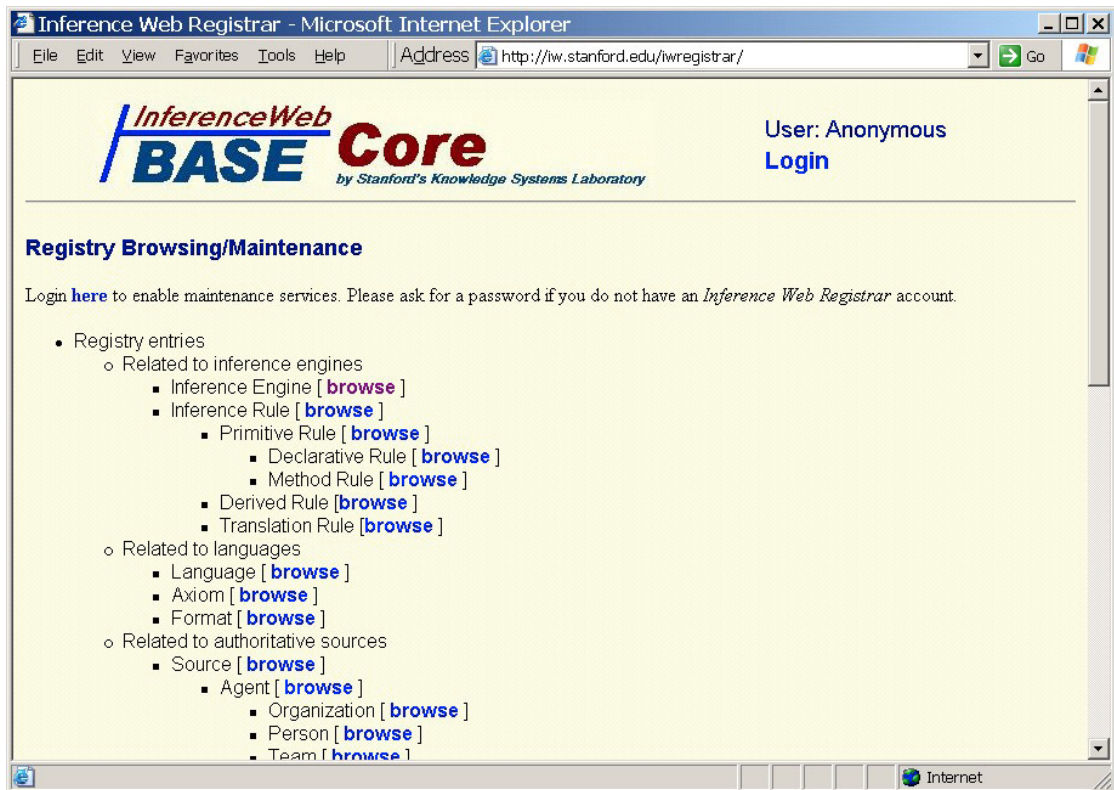 Inference Web Registrar - Microsoft Internet Explorer
File Edit View Favorites Tools Help Address http://iw.stanford.edu/iwregistrar/ Go
InferenceWeb
BASE Core
by Stanford's Knowledge Systems Laboratory
User: Anonymous
Login
Registry Browsing/Maintenance
Login here to enable maintenance services. Please ask for a password if you do not have an Inference Web Registrar account.
• Registry entries
o Related to inference engines
▪ Inference Engine [ browse ]
▪ Inference Rule [ browse ]
▪ Primitive Rule [ browse ]
▪ Declarative Rule [ browse ]
▪ Method Rule [ browse ]
▪ Derived Rule [browse ]
▪ Translation Rule [browse ]
o Related to languages
▪ Language [ browse ]
▪ Axiom [ browse ]
▪ Format [ browse ]
o Related to authoritative sources
▪ Source [ browse ]
▪ Agent [ browse ]
▪ Organization [ browse ]
▪ Person [ browse ]
▪ Team [ browse ]
Internet